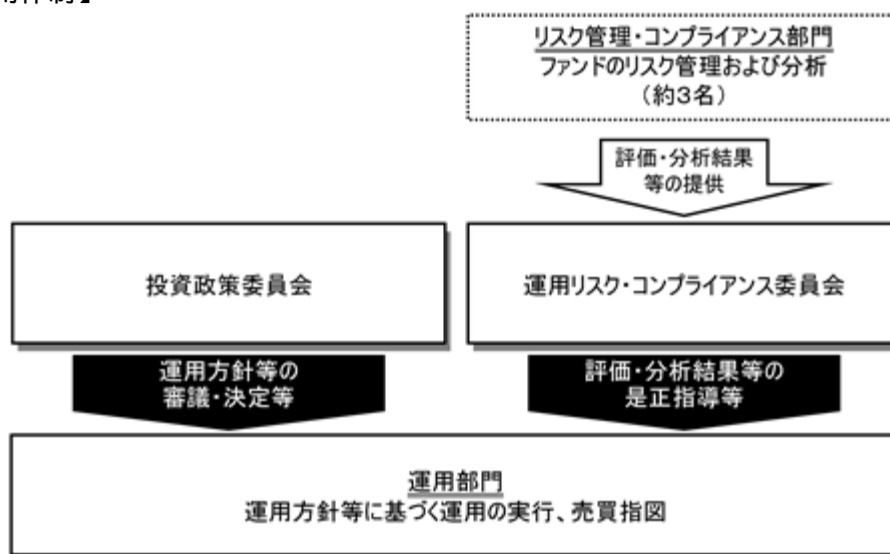 リスク管理・コンプライアンス部門
ファンドのリスク管理および分析
(約3名)
評価・分析結果
等の提供
投資政策委員会
運用リスク・コンプライアンス委員会
運用方針等の
審議・決定等
評価・分析結果等の
是正指導等
運用部門
運用方針等に基づく運用の実行、売買指図